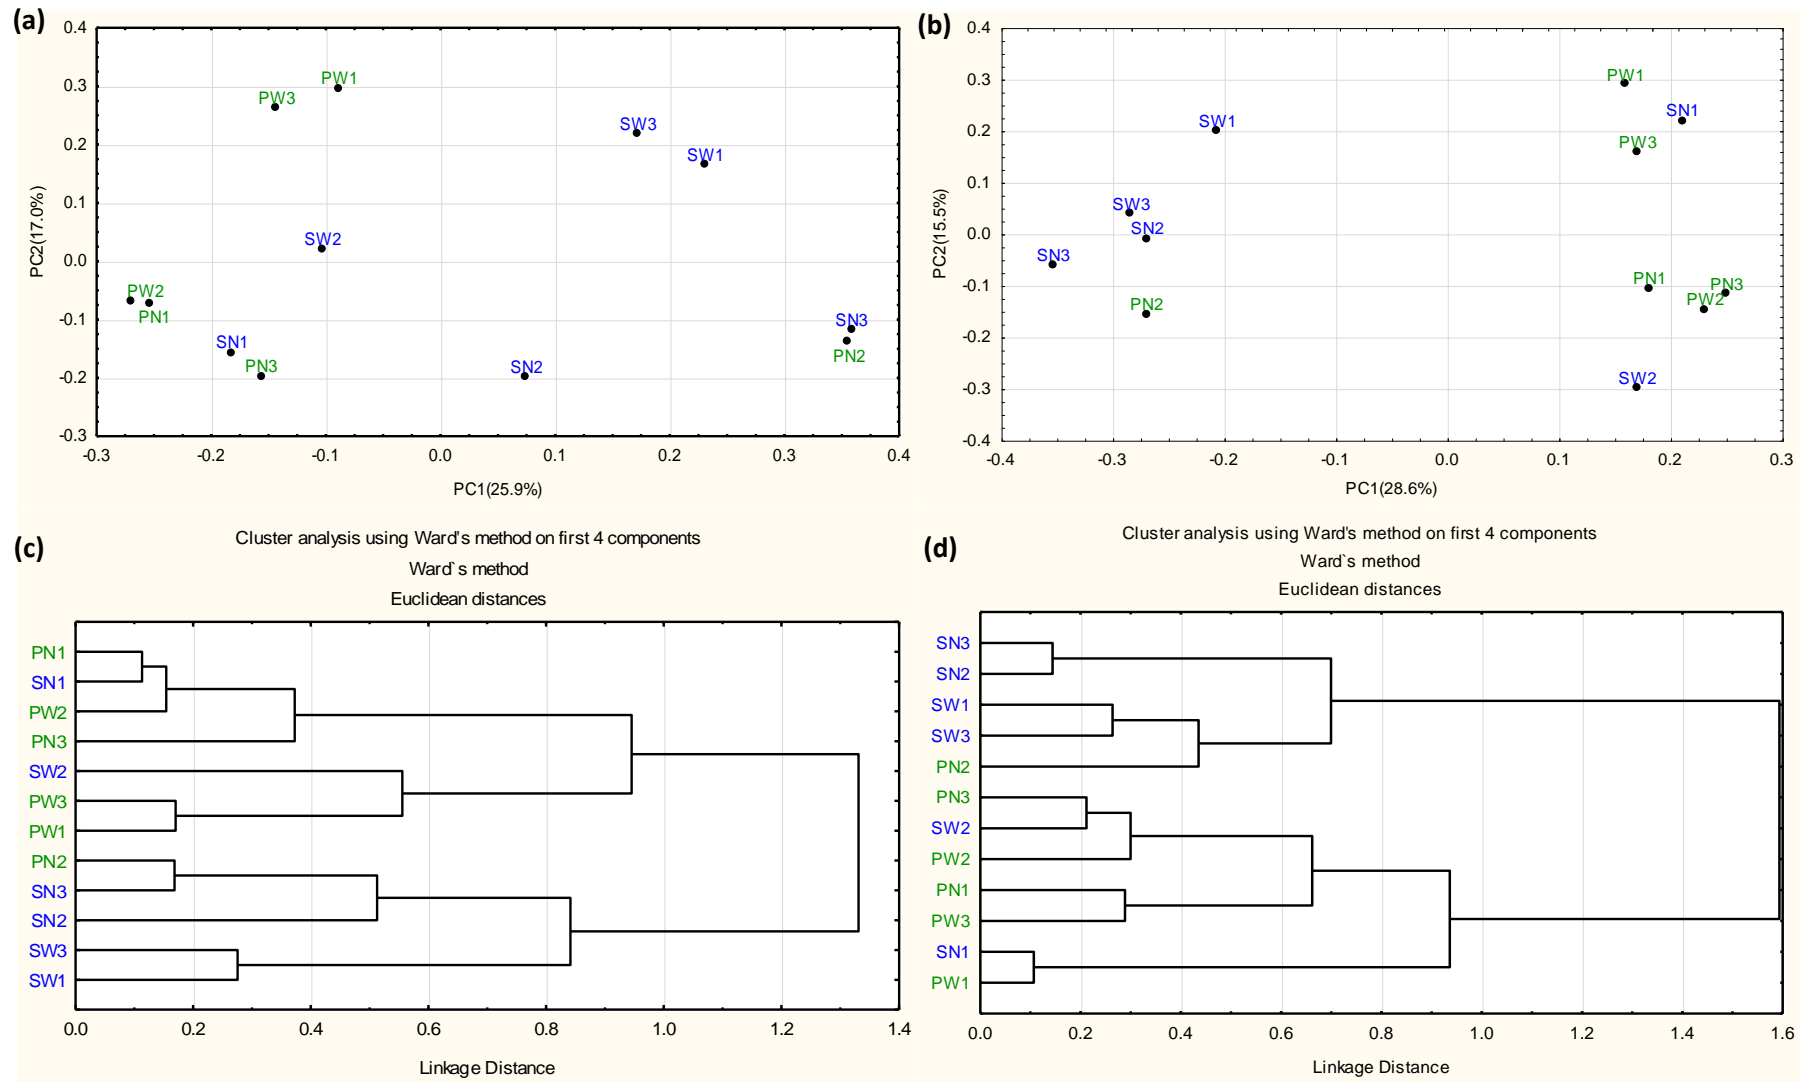 (a)
0.4
0.3
0.2
0.1
0.0
-0.1
-0.2
-0.3
PC2(17.0%)
PW1
PW3
SW3
SW1
SW2
PW2
PN1
SN1
PN3
SN2
SN3
PN2
-0.3 -0.2 -0.1 0.0 0.1 0.2 0.3 0.4
PC1(25.9%)
(b)
0.4
0.3
0.2
0.1
0.0
-0.1
-0.2
-0.3
-0.4
PC2(15.5%)
PW1
SN1
SW1
PW3
SW3
SN2
SN3
PN1
PN3
PW2
PN2
SW2
-0.4 -0.3 -0.2 -0.1 0.0 0.1 0.2 0.3
PC1(28.6%)
(c)
Cluster analysis using Ward's method on first 4 components
Ward`s method
Euclidean distances
PN1
SN1
PW2
PN3
SW2
PW3
PW1
PN2
SN3
SN2
SW3
SW1
0.0 0.2 0.4 0.6 0.8 1.0 1.2 1.4
Linkage Distance
(d)
Cluster analysis using Ward's method on first 4 components
Ward`s method
Euclidean distances
SN3
SN2
SW1
SW3
PN2
PN3
SW2
PW2
PN1
PW3
SN1
PW1
0.0 0.2 0.4 0.6 0.8 1.0 1.2 1.4 1.6
Linkage Distance